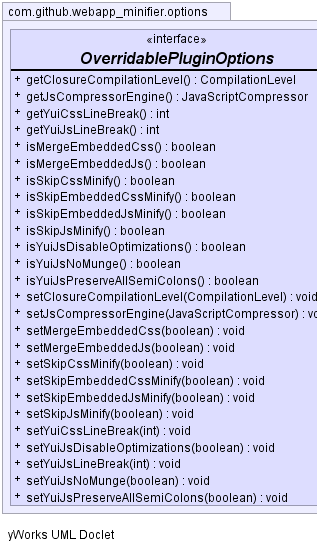 com.github.webapp_minifier.options
«interface»
OverridablePluginOptions
+ getClosureCompilationLevel() : CompilationLevel
+ getJsCompressorEngine() : JavaScriptCompressor
+ getYuiCssLineBreak() : int
+ getYuiJsLineBreak() : int
+ isMergeEmbeddedCss() : boolean
+ isMergeEmbeddedJs() : boolean
+ isSkipCssMinify() : boolean
+ isSkipEmbeddedCssMinify() : boolean
+ isSkipEmbeddedJsMinify() : boolean
+ isSkipJsMinify() : boolean
+ isYuiJsDisableOptimizations() : boolean
+ isYuiJsNoMunge() : boolean
+ isYuiJsPreserveAllSemiColons() : boolean
+ setClosureCompilationLevel(CompilationLevel) : void
+ setJsCompressorEngine(JavaScriptCompressor) : vo
+ setMergeEmbeddedCss(boolean) : void
+ setMergeEmbeddedJs(boolean) : void
+ setSkipCssMinify(boolean) : void
+ setSkipEmbeddedCssMinify(boolean) : void
+ setSkipEmbeddedJsMinify(boolean) : void
+ setSkipJsMinify(boolean) : void
+ setYuiCssLineBreak(int) : void
+ setYuiJsDisableOptimizations(boolean) : void
+ setYuiJsLineBreak(int) : void
+ setYuiJsNoMunge(boolean) : void
+ setYuiJsPreserveAllSemiColons(boolean) : void
yWorks UML Doclet